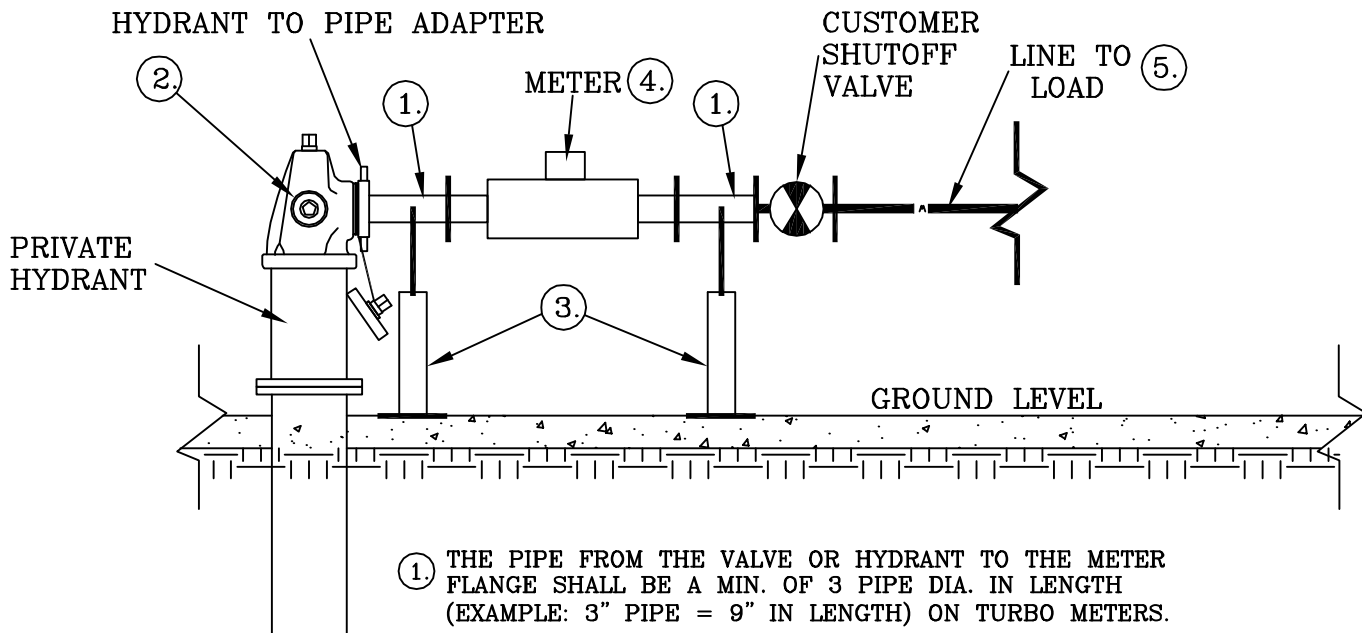 HYDRANT TO PIPE ADAPTER
CUSTOMER
SHUTOFF
VALVE
2.
1.
METER 4.
1.
LINE TO
LOAD
5.
PRIVATE
HYDRANT
3.
GROUND LEVEL
1. THE PIPE FROM THE VALVE OR HYDRANT TO THE METER
FLANGE SHALL BE A MIN. OF 3 PIPE DIA. IN LENGTH
(EXAMPLE: 3" PIPE = 9" IN LENGTH) ON TURBO METERS.